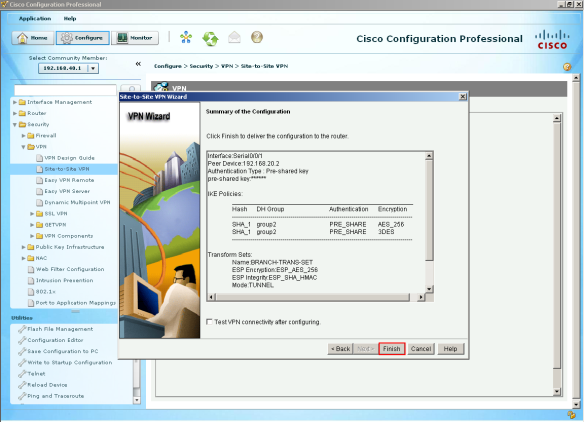 Cisco Configuration Professional
Application Help
Home Configure Monitor
Cisco Configuration Professional
CISCO
Select Community Member:
192.168.40.1
«
Configure > Security > VPN > Site-to-Site VPN
VPN
Interface Management
Router
Security
Firewall
VPN
VPN Design Guide
Site-to-Site VPN
Easy VPN Remote
Easy VPN Server
Dynamic Multipoint VPN
SSL VPN
GETVPN
VPN Components
Public Key Infrastructure
NAC
Web Filter Configuration
Intrusion Prevention
802.1x
Port to Application Mappings
Utilities
Flash File Management
Configuration Editor
Save Configuration to PC
Write to Startup Configuration
Telnet
Reload Device
Ping and Traceroute
Site-to-Site VPN Wizard
VPN Wizard
Summary of the Configuration
Click Finish to deliver the configuration to the router.
Interface:Serial0/0/1
Peer Device:192.168.20.2
Authentication Type : Pre-shared key
pre-shared key:******
IKE Policies:
Hash DH Group Authentication Encryption
SHA_1 group2 PRE_SHARE AES_256
SHA_1 group2 PRE_SHARE 3DES
Transform Sets:
Name:BRANCH-TRANS-SET
ESP Encryption:ESP_AES_256
ESP Integrity:ESP_SHA_HMAC
Mode:TUNNEL
Test VPN connectivity after configuring.
< Back Next > Finish Cancel Help